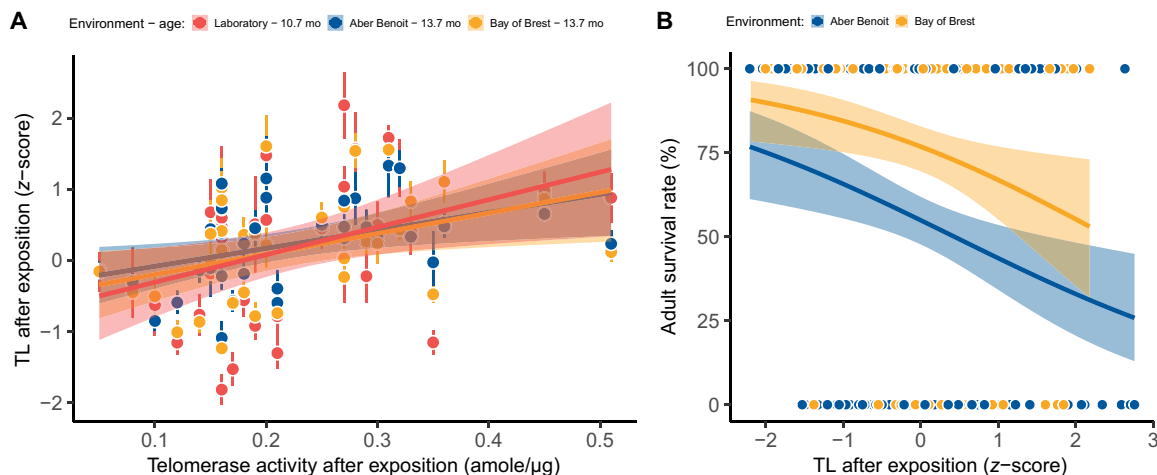 A
Environment − age: Laboratory − 10.7 mo Aber Benoit − 13.7 mo Bay of Brest − 13.7 mo
TL after exposition (z−score)
2
1
0
−1
−2
0.1 0.2 0.3 0.4 0.5
Telomerase activity after exposition (amole/µg)
B
Environment: Aber Benoit Bay of Brest
Adult survival rate (%)
100
75
50
25
0
−2 −1 0 1 2 3
TL after exposition (z−score)